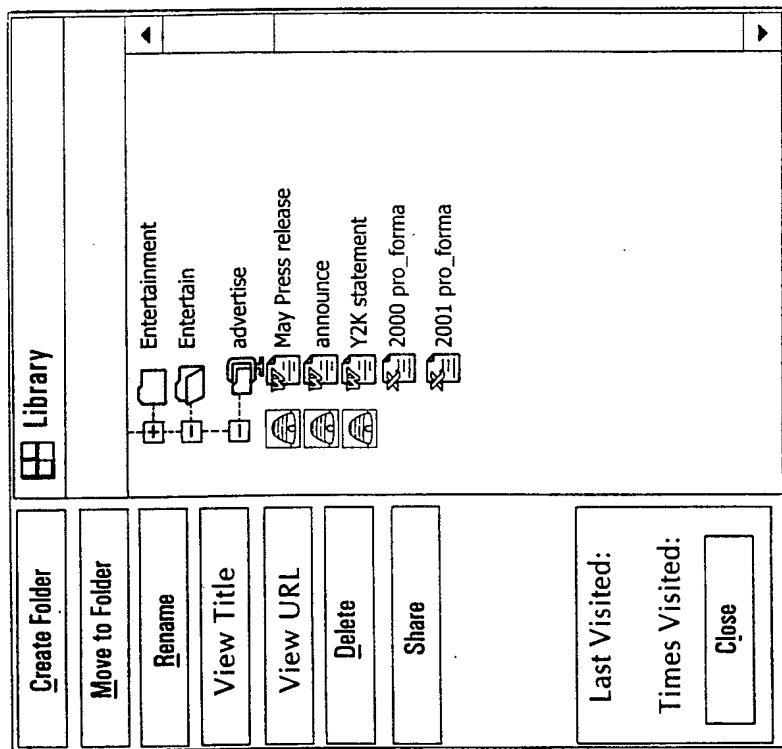 Create Folder
Move to Folder
Rename
View Title
View URL
Delete
Share
Last Visited:
Times Visited:
Close
Library
Entertainment
Entertain
advertise
May Press release
announce
Y2K statement
2000 pro_forma
2001 pro_forma